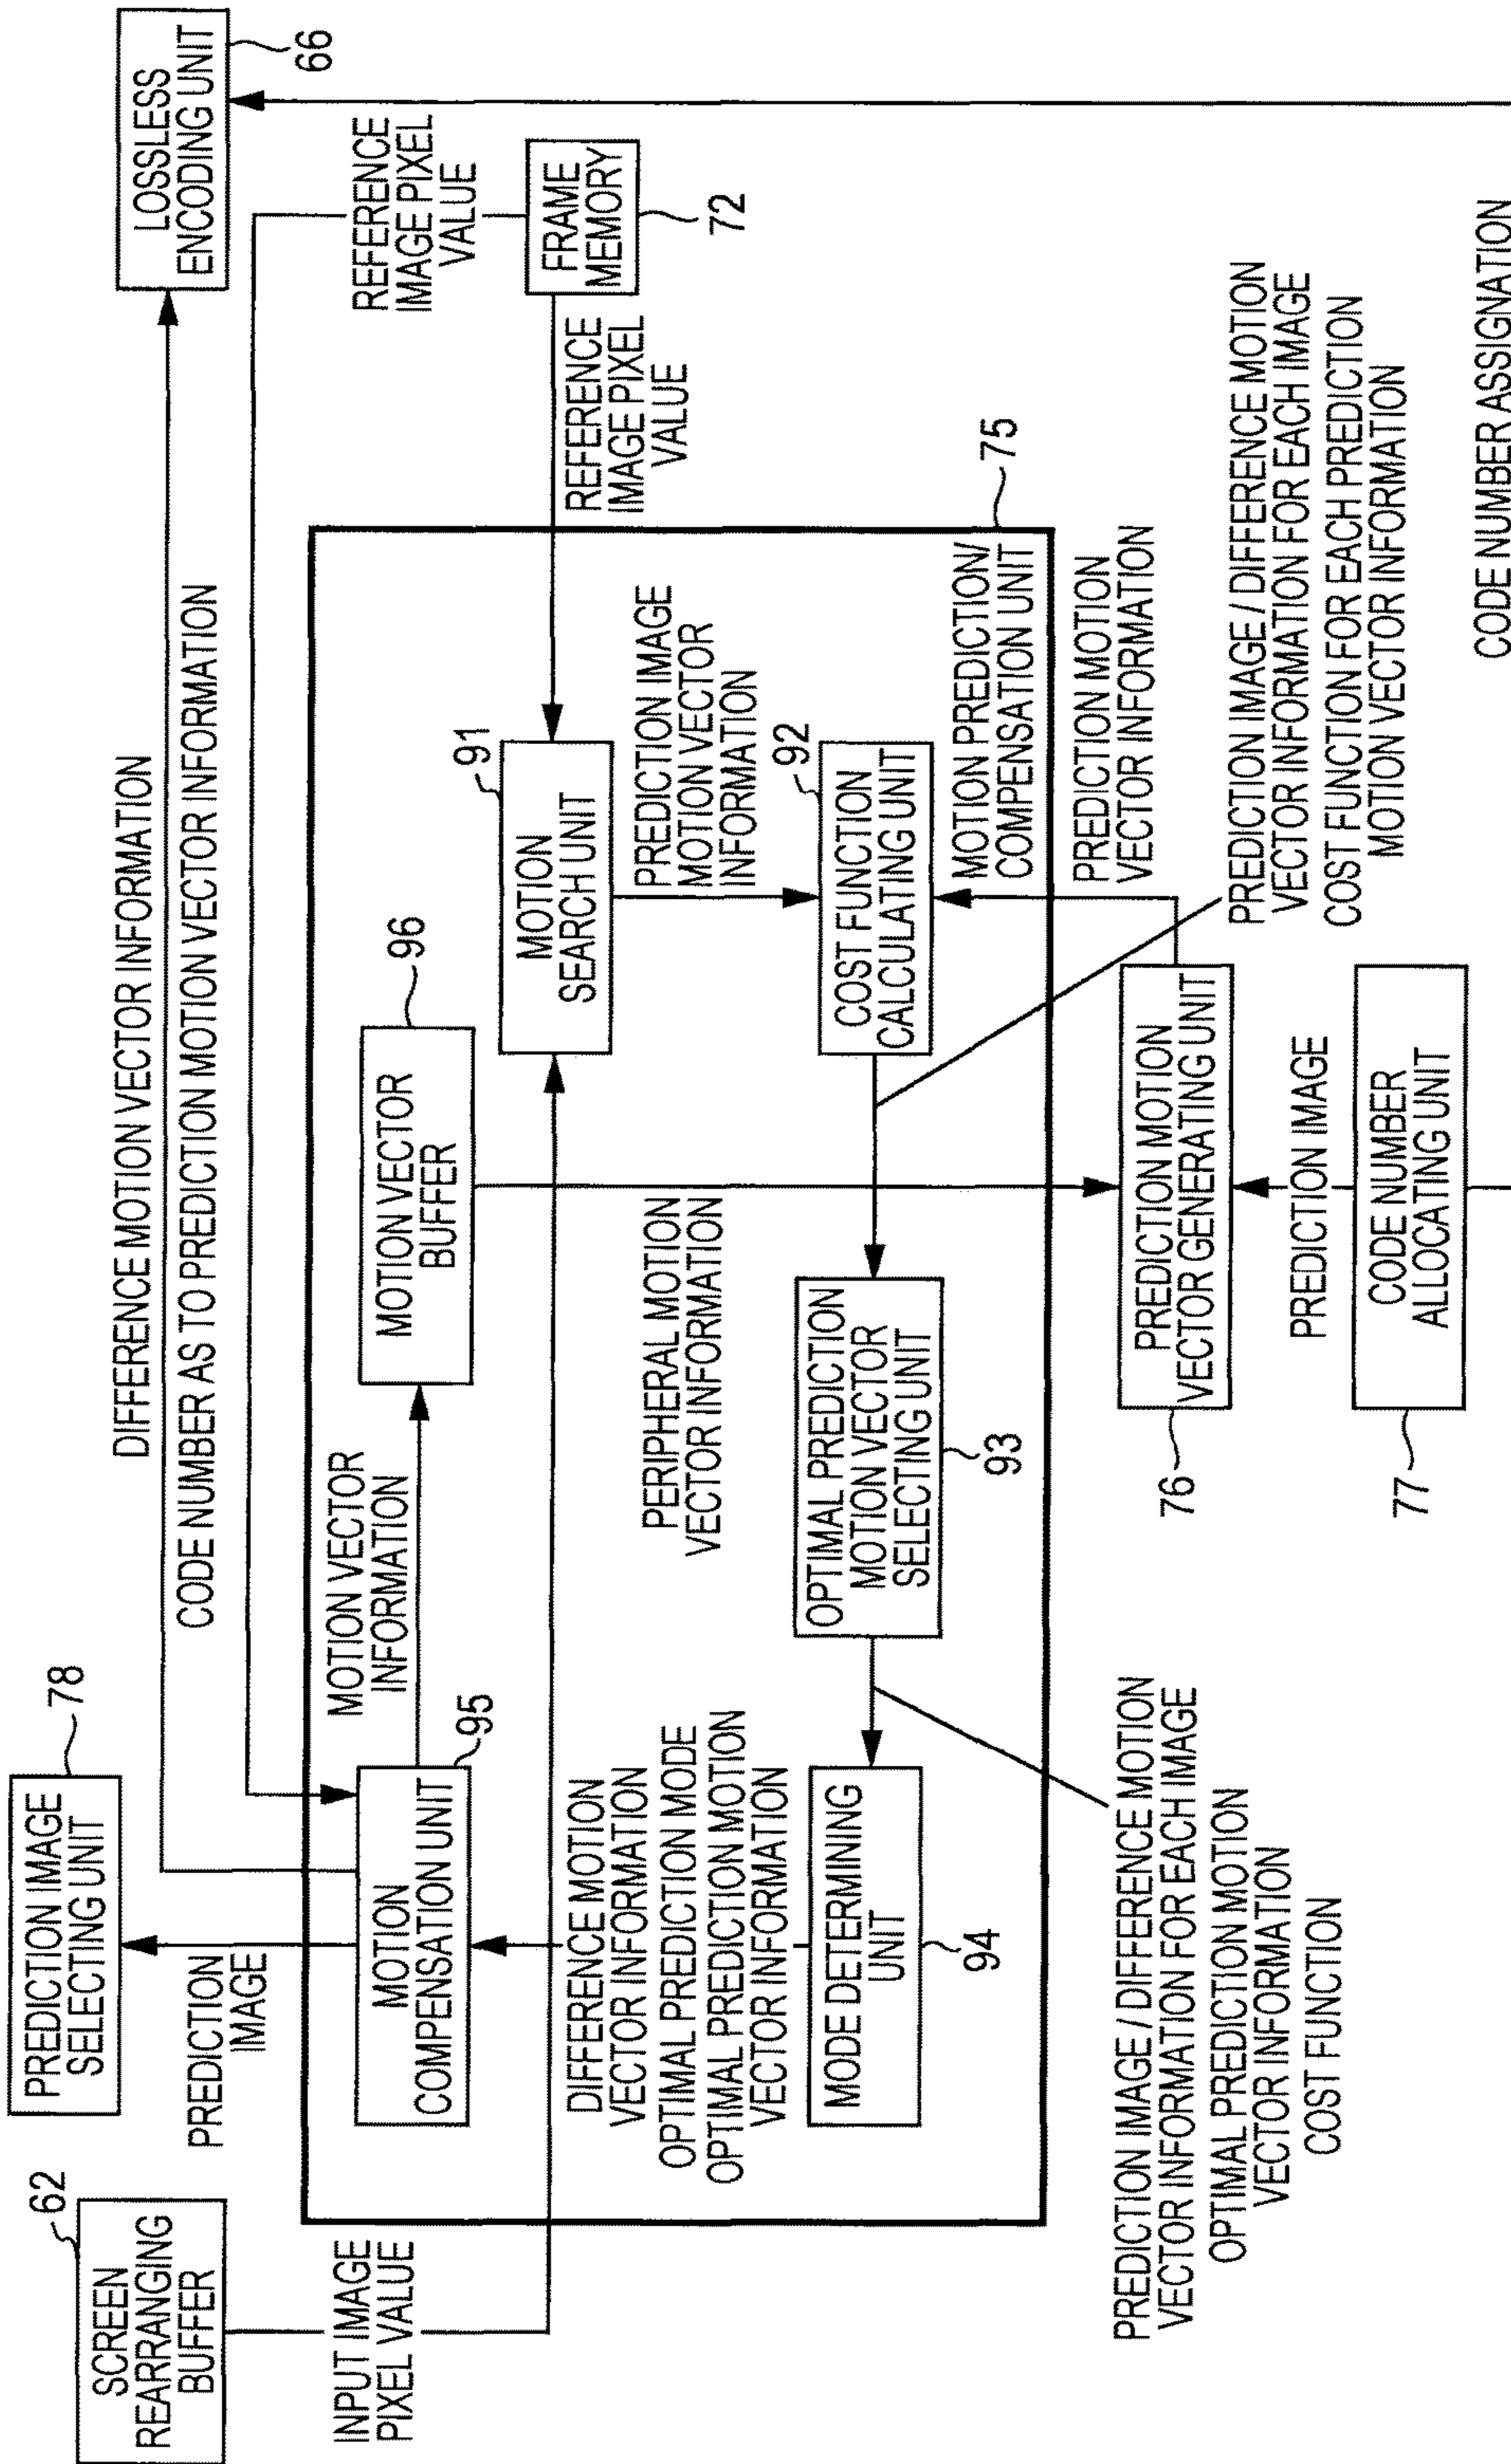 SCREEN
REARRANGING
BUFFER
62
INPUT IMAGE
PIXEL VALUE
PREDICTION IMAGE
SELECTING UNIT
78
PREDICTION
IMAGE
DIFFERENCE MOTION VECTOR INFORMATION
CODE NUMBER AS TO PREDICTION MOTION VECTOR INFORMATION
LOSSLESS
ENCODING UNIT
66
REFERENCE
IMAGE PIXEL
VALUE
FRAME
MEMORY
72
REFERENCE
IMAGE PIXEL
VALUE
MOTION
COMPENSATION UNIT
95
MOTION VECTOR
INFORMATION
MOTION VECTOR
BUFFER
96
MOTION
SEARCH UNIT
91
PREDICTION IMAGE
MOTION VECTOR
INFORMATION
75
DIFFERENCE MOTION
VECTOR INFORMATION
OPTIMAL PREDICTION MODE
OPTIMAL PREDICTION MOTION
VECTOR INFORMATION
PERIPHERAL MOTION
VECTOR INFORMATION
MODE DETERMINING
UNIT
94
OPTIMAL PREDICTION
MOTION VECTOR
SELECTING UNIT
93
COST FUNCTION
CALCULATING UNIT
92
MOTION PREDICTION/
COMPENSATION UNIT
PREDICTION MOTION
VECTOR INFORMATION
PREDICTION IMAGE / DIFFERENCE MOTION
VECTOR INFORMATION FOR EACH IMAGE
OPTIMAL PREDICTION MOTION
VECTOR INFORMATION
COST FUNCTION
PREDICTION MOTION
VECTOR GENERATING UNIT
76
PREDICTION IMAGE
CODE NUMBER
ALLOCATING UNIT
77
PREDICTION IMAGE / DIFFERENCE MOTION
VECTOR INFORMATION FOR EACH IMAGE
COST FUNCTION FOR EACH PREDICTION
MOTION VECTOR INFORMATION
CODE NUMBER ASSIGNATION